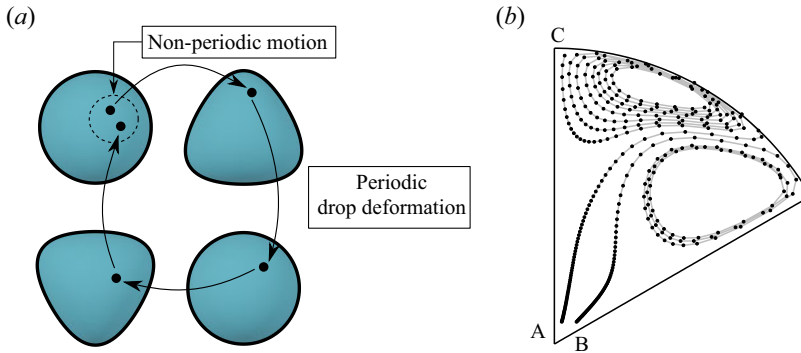 (a)
Non-periodic motion
Periodic
drop deformation
(b)
C
A
B